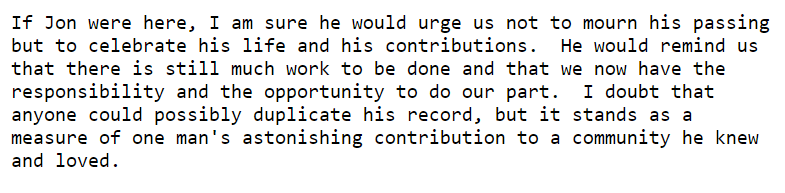 If Jon were here, I am sure he would urge us not to mourn his passing
but to celebrate his life and his contributions.  He would remind us
that there is still much work to be done and that we now have the
responsibility and the opportunity to do our part.  I doubt that
anyone could possibly duplicate his record, but it stands as a
measure of one man's astonishing contribution to a community he knew
and loved.